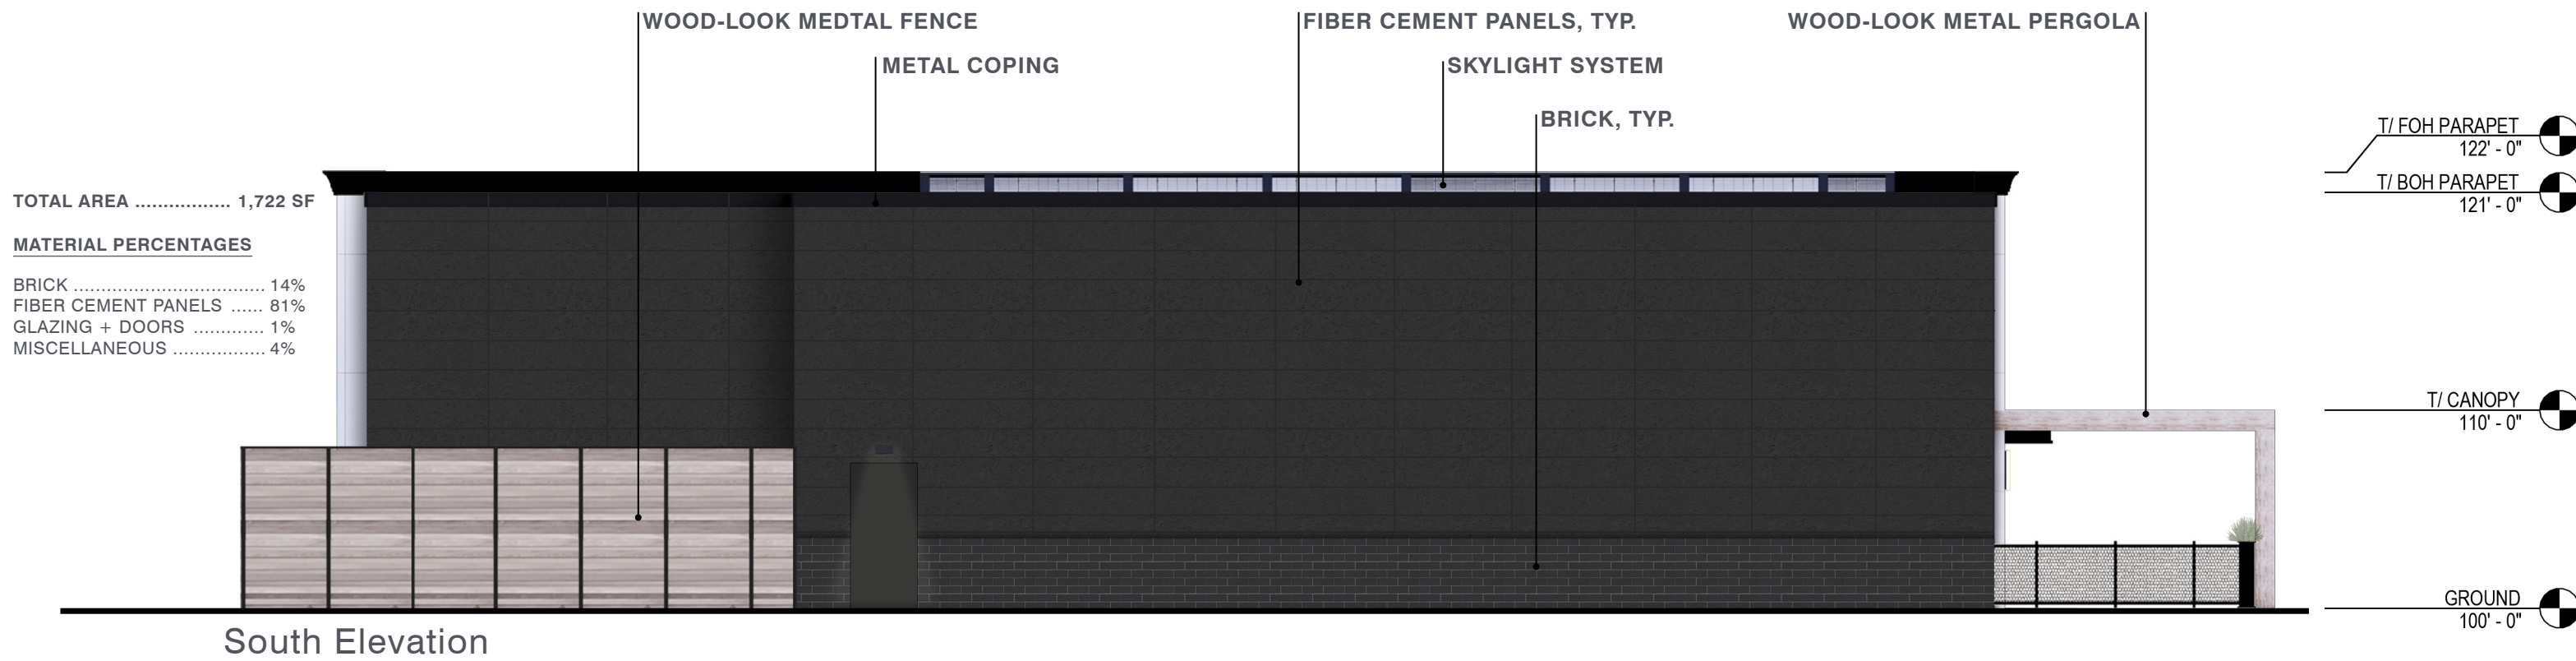 WOOD-LOOK MEDTAL FENCE
FIBER CEMENT PANELS, TYP.
WOOD-LOOK METAL PERGOLA
METAL COPING
SKYLIGHT SYSTEM
BRICK, TYP.
T/ FOH PARAPET
122' - 0"
T/ BOH PARAPET
121' - 0"
TOTAL AREA ................. 1,722 SF
MATERIAL PERCENTAGES
BRICK .................................. 14%
FIBER CEMENT PANELS ...... 81%
GLAZING + DOORS ............. 1%
MISCELLANEOUS ................. 4%
T/ CANOPY
110' - 0"
GROUND
100' - 0"
South Elevation